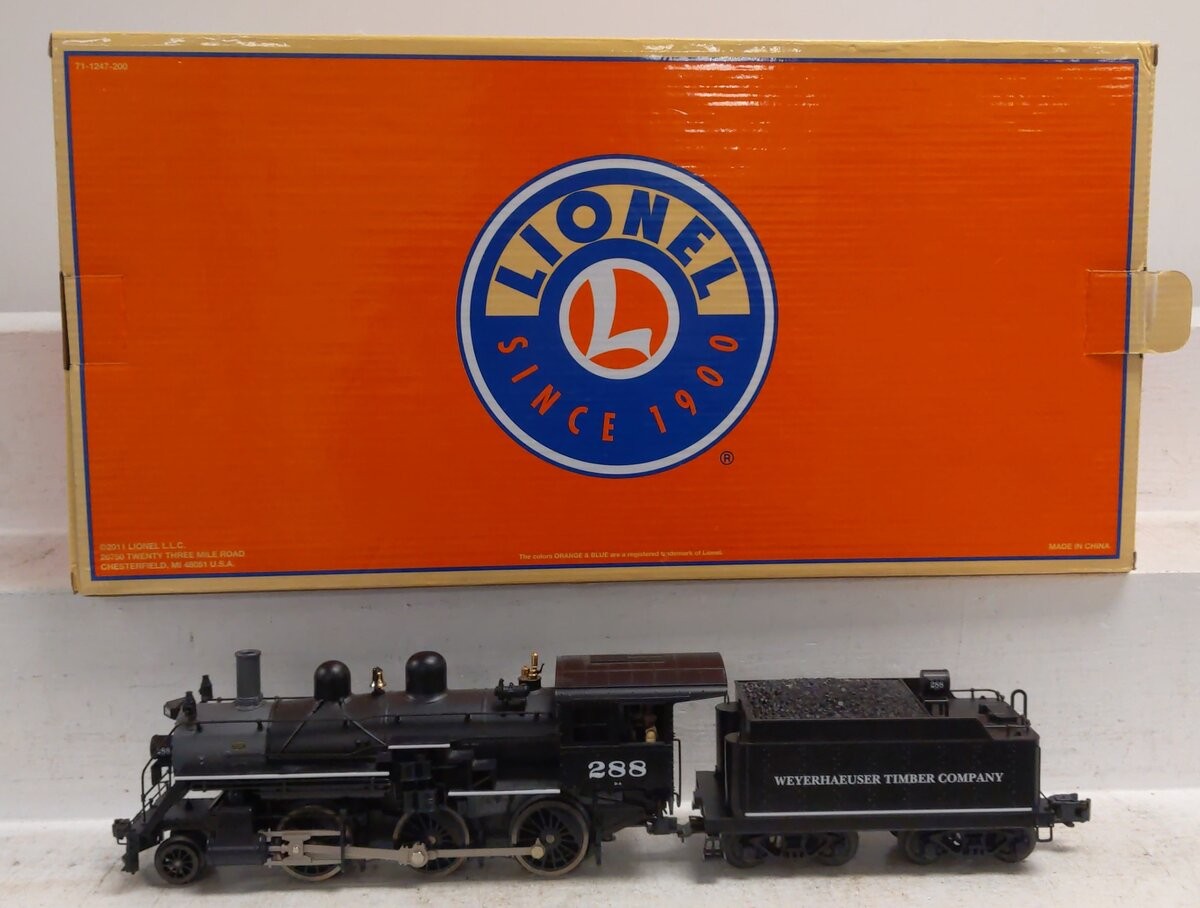 71-1247-200
LIONEL
L
SINCE 1900
®
©2011 LIONEL L.L.C.
26750 TWENTY THREE MILE ROAD
CHESTERFIELD, MI 48051 U.S.A.
The colors ORANGE & BLUE are a registered trademark of Lionel.
MADE IN CHINA
288
288
WEYERHAEUSER TIMBER COMPANY